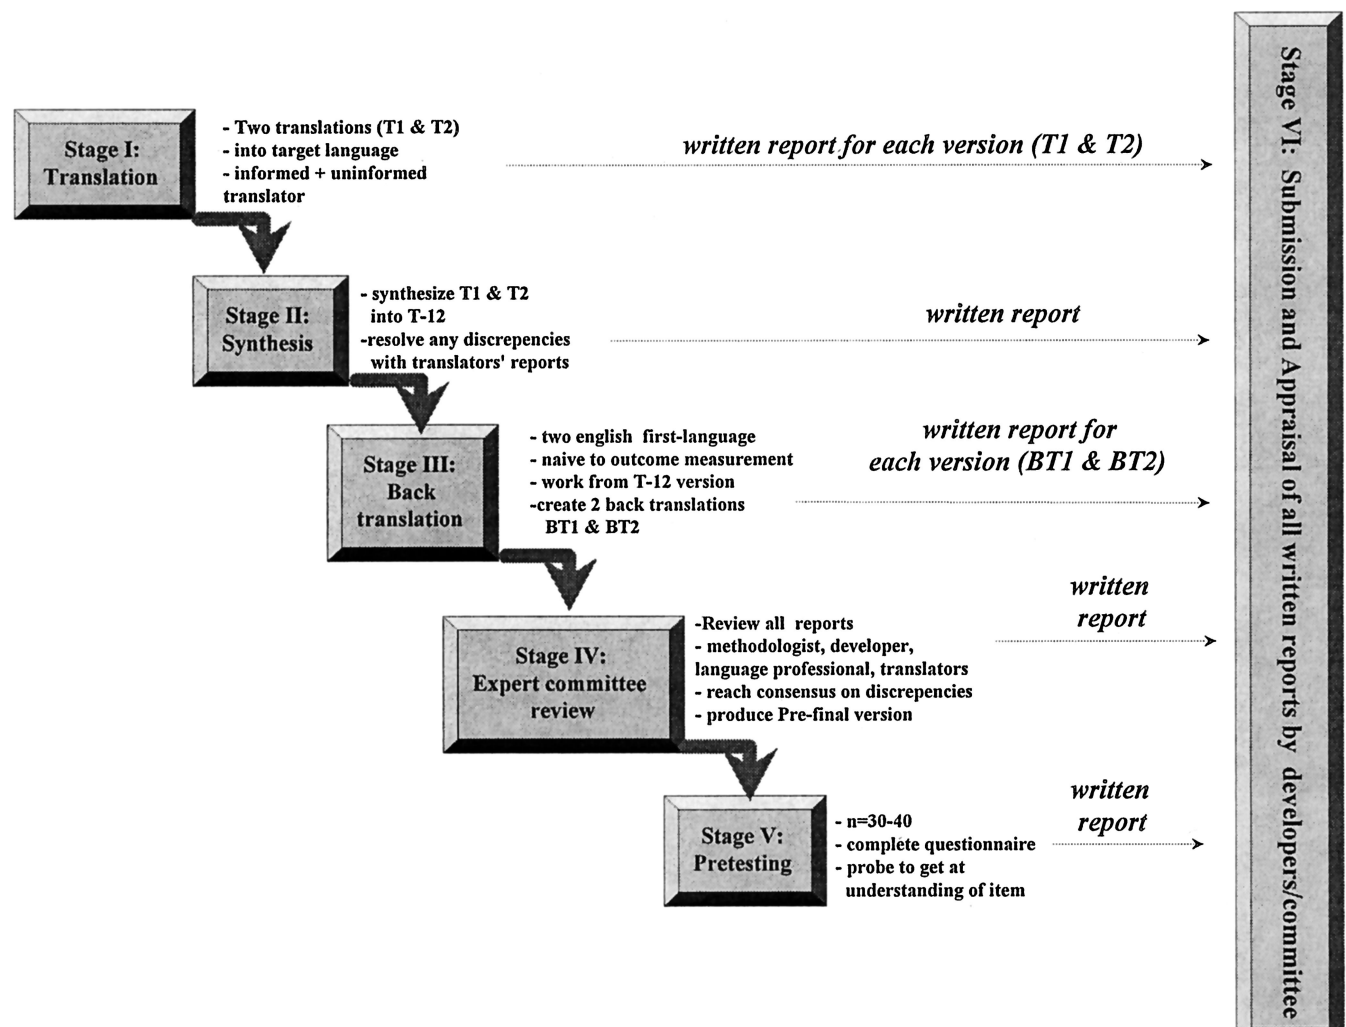 Stage I:
Translation
- Two translations (T1 & T2)
- into target language
- informed + uninformed
translator
written report for each version (T1 & T2)
Stage II:
Synthesis
- synthesize T1 & T2
into T-12
-resolve any discrepencies
with translators' reports
written report
Stage III:
Back
translation
- two english first-language
- naive to outcome measurement
- work from T-12 version
-create 2 back translations
BT1 & BT2
written report for
each version (BT1 & BT2)
Stage IV:
Expert committee
review
-Review all reports
- methodologist, developer,
language professional, translators
- reach consensus on discrepencies
- produce Pre-final version
written
report
Stage V:
Pretesting
- n=30-40
- complete questionnaire
- probe to get at
understanding of item
written
report
Stage VI: Submission and Appraisal of all written reports by developers/committee